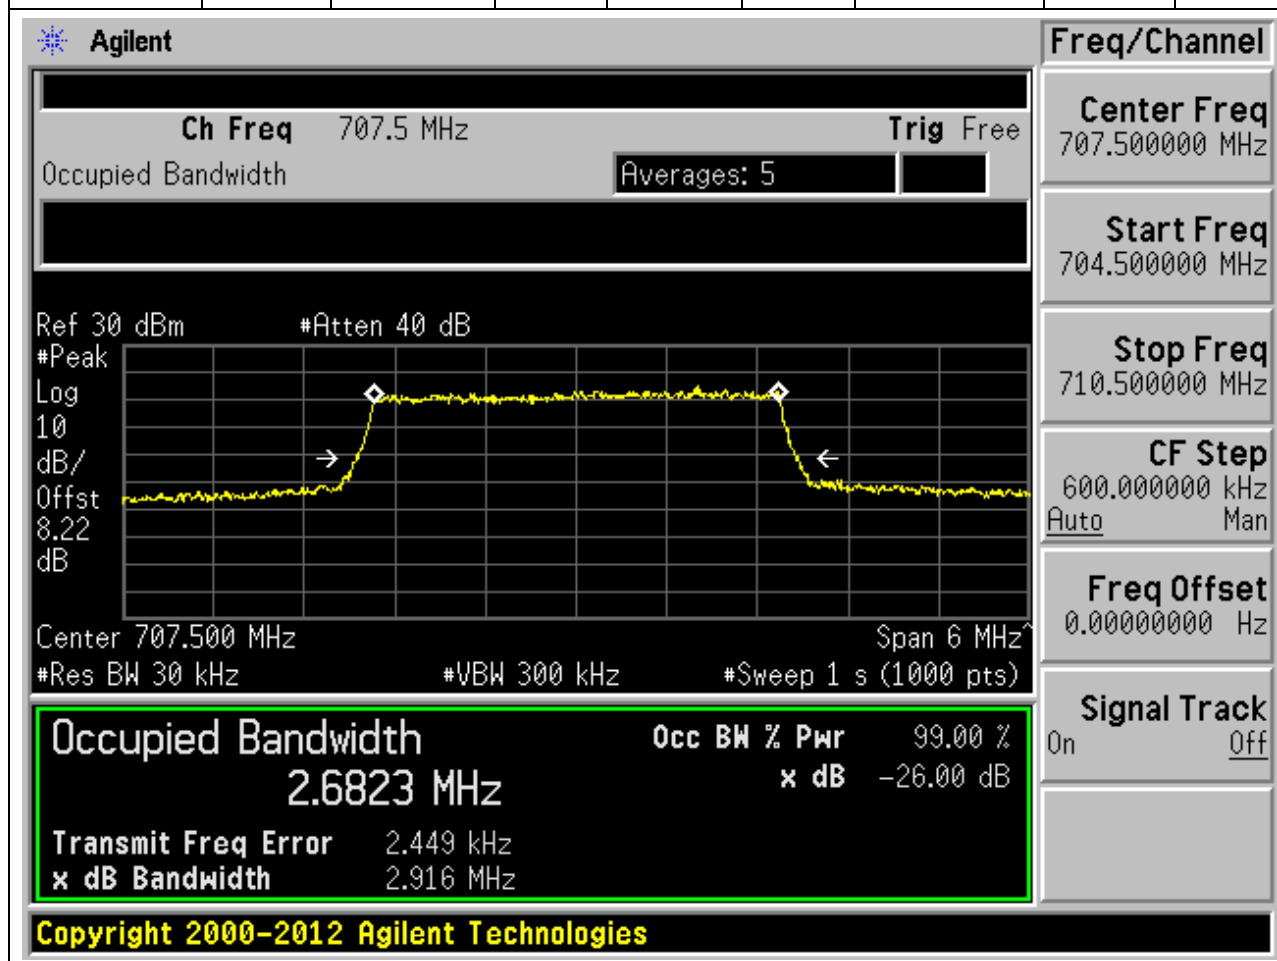 Agilent
Freq/Channel
Ch Freq 707.5 MHz Trig Free
Occupied Bandwidth Averages: 5
Center Freq
707.500000 MHz
Start Freq
704.500000 MHz
Stop Freq
710.500000 MHz
CF Step
600.000000 kHz
Auto Man
Freq Offset
0.00000000 Hz
Signal Track
On Off
Ref 30 dBm #Atten 40 dB
#Peak
Log
10
dB/
Offst
8.22
dB
Center 707.500 MHz Span 6 MHz^
#Res BW 30 kHz #VBW 300 kHz #Sweep 1 s (1000 pts)
Occupied Bandwidth Occ BW % Pwr 99.00 %
2.6823 MHz x dB -26.00 dB
Transmit Freq Error 2.449 kHz
x dB Bandwidth 2.916 MHz
Copyright 2000-2012 Agilent Technologies